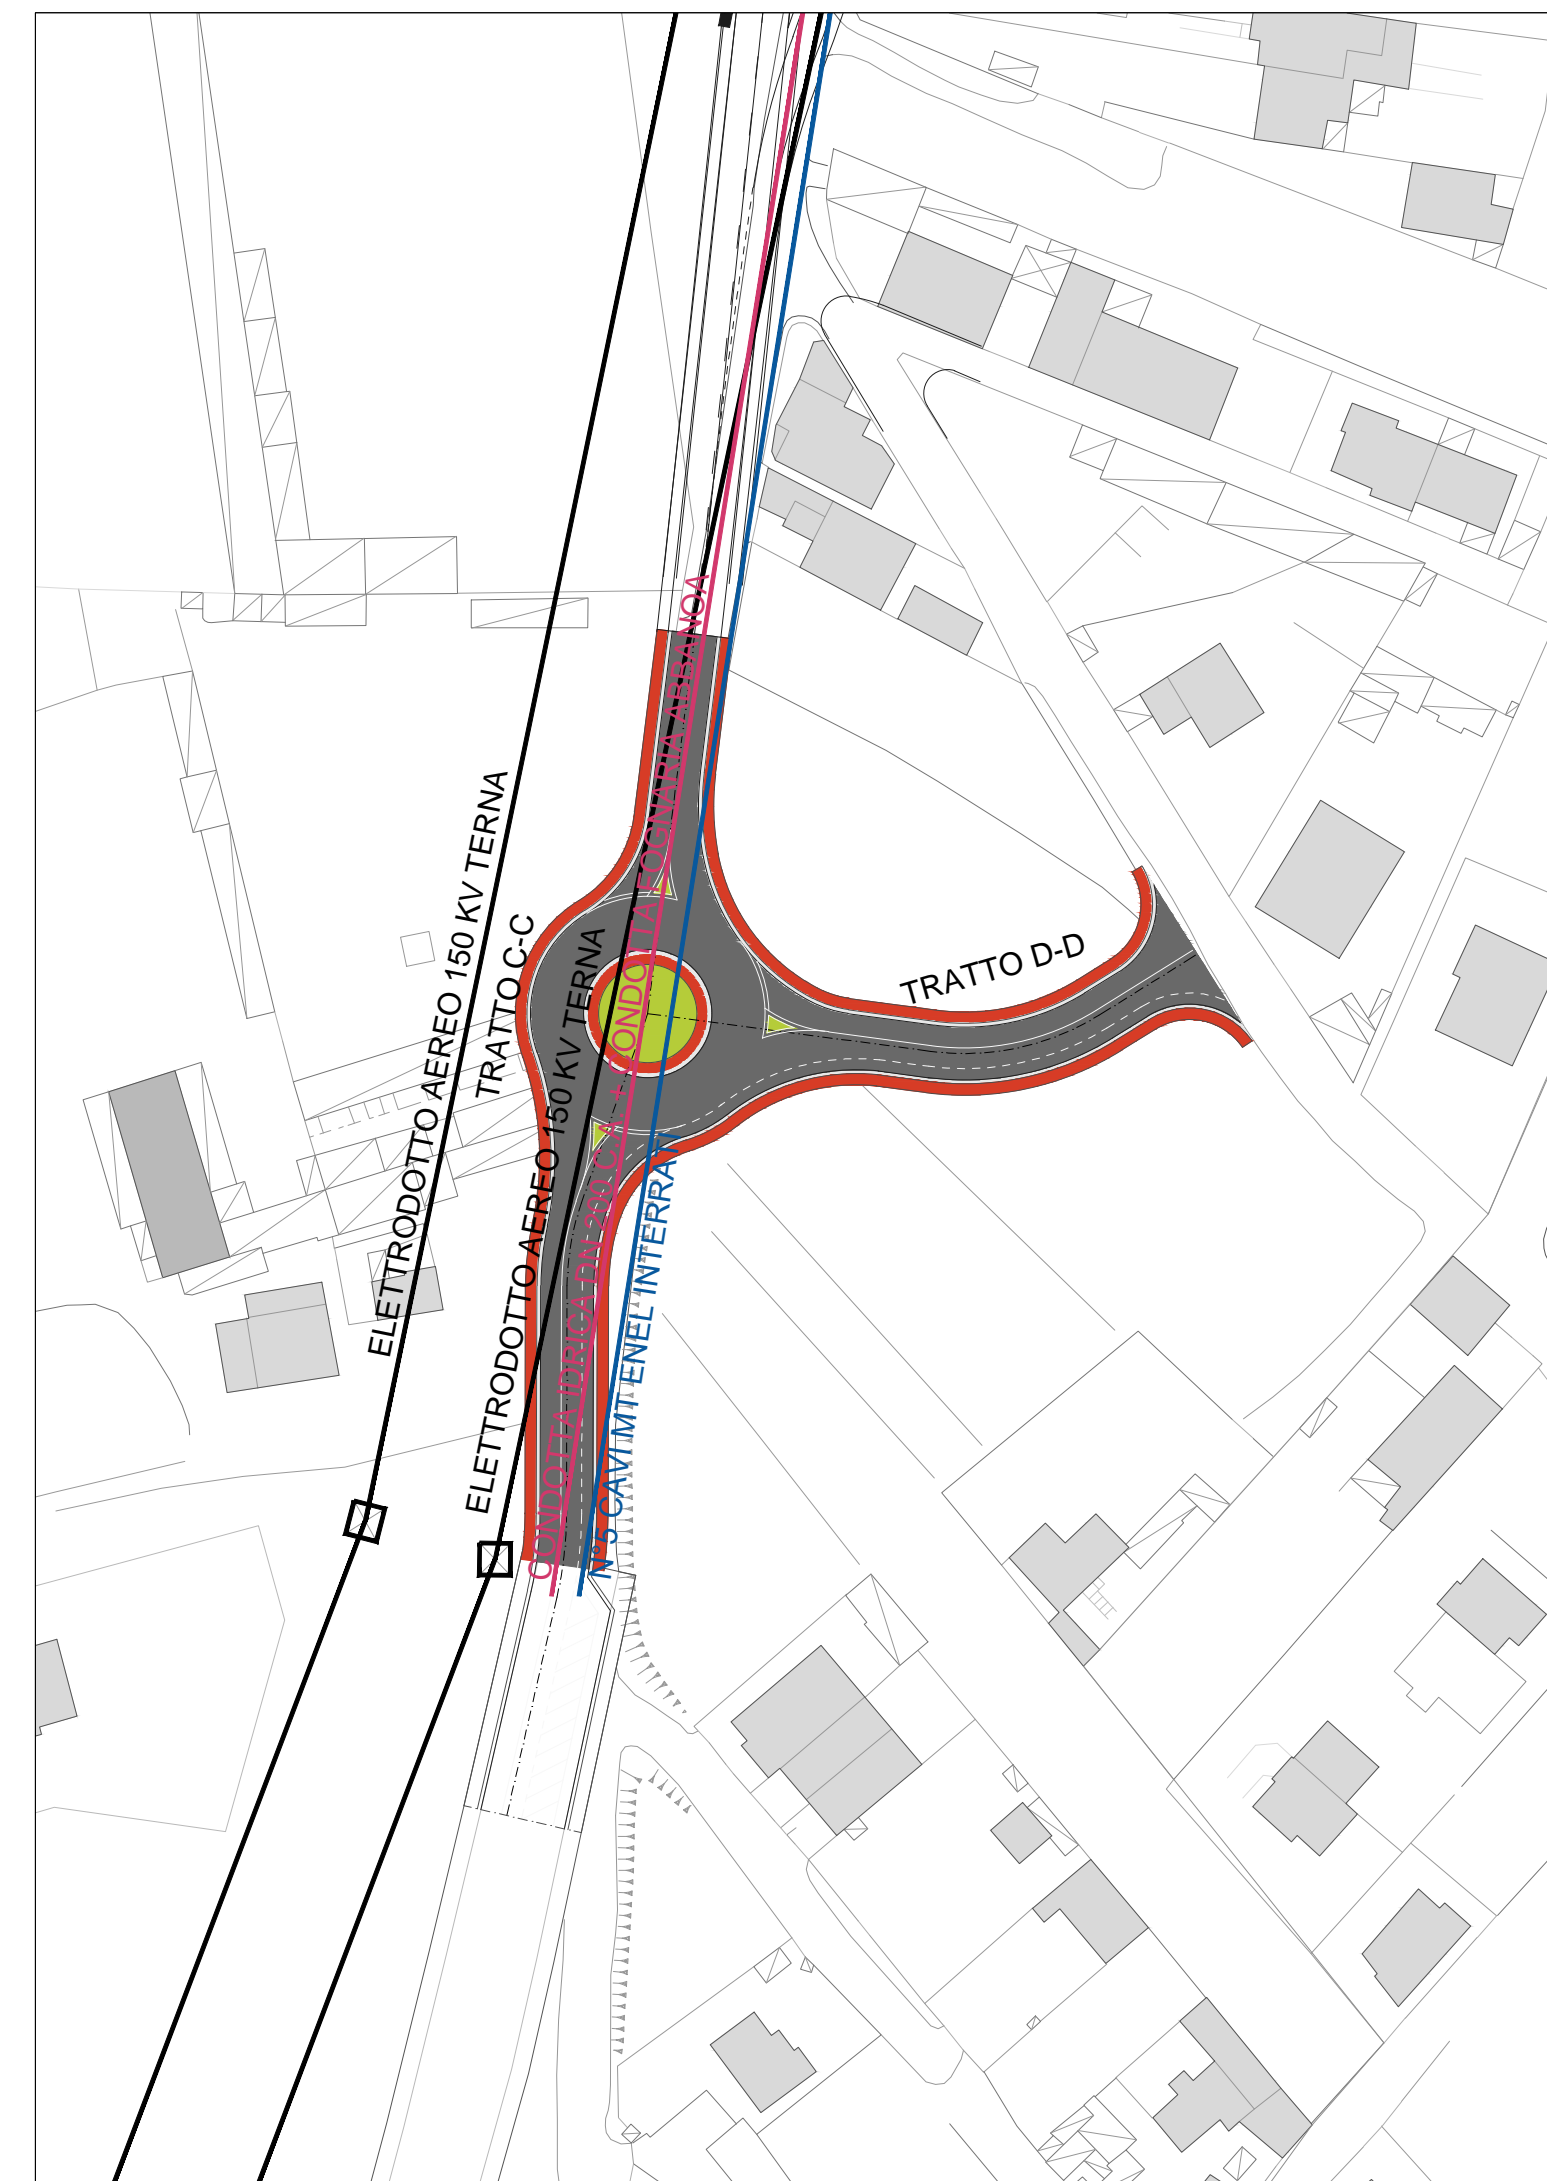 ELETTRODOTTO AEREO 150 KV TERNA
TRATTO C-C
ELETTRODOTTO AEREO 150 KV TERNA
CONDOTTA IDRICA DN 200 C.A. + CONDOTTA FOGNARIA ABBANOA
N°5 CAVI MT ENEL INTERRATI
TRATTO D-D